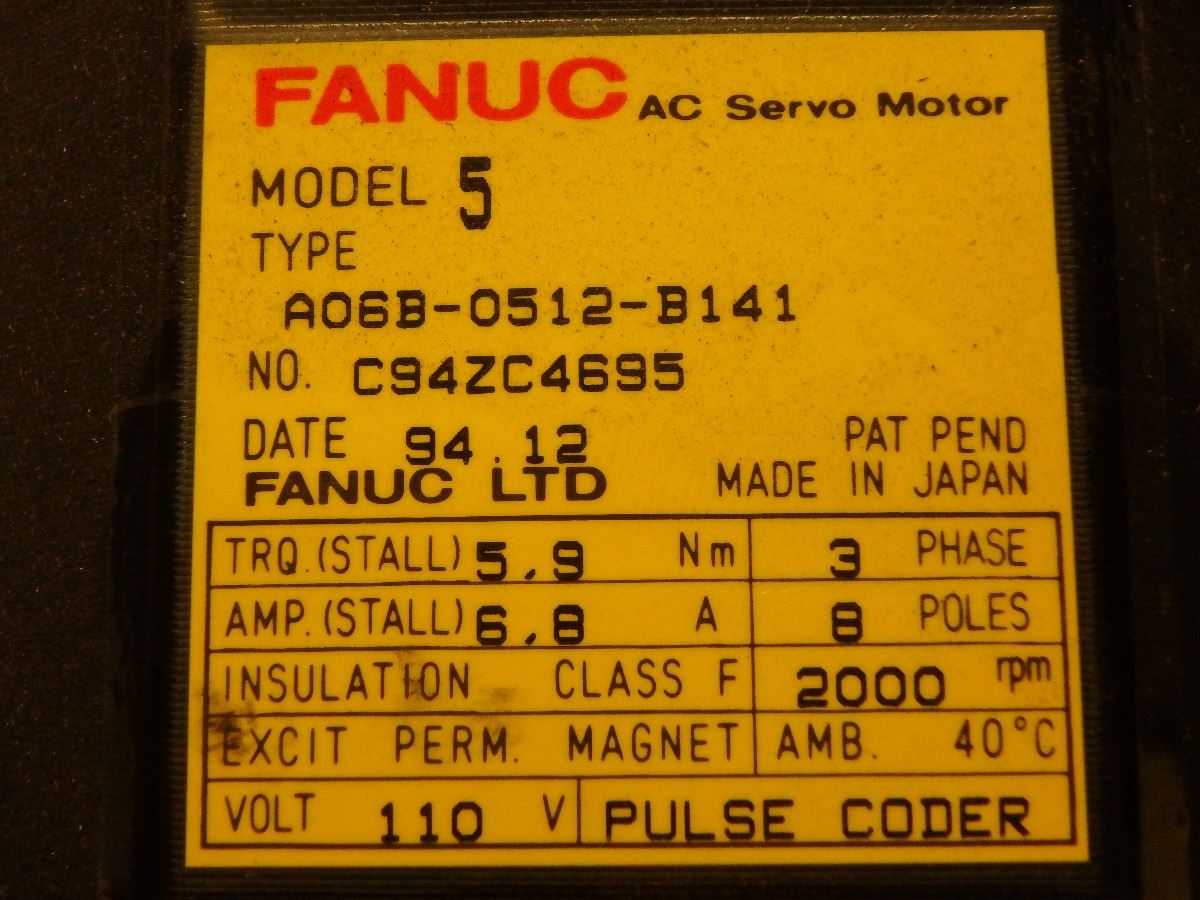 FANUC AC Servo Motor
MODEL 5
TYPE
A06B-0512-B141
NO. C94ZC4695
DATE 94.12 PAT PEND
FANUC LTD MADE IN JAPAN
TRQ.(STALL) 5.9 Nm 3 PHASE
AMP.(STALL) 6.8 A 8 POLES
INSULATION CLASS F 2000 rpm
EXCIT PERM. MAGNET AMB. 40°C
VOLT 110 V PULSE CODER